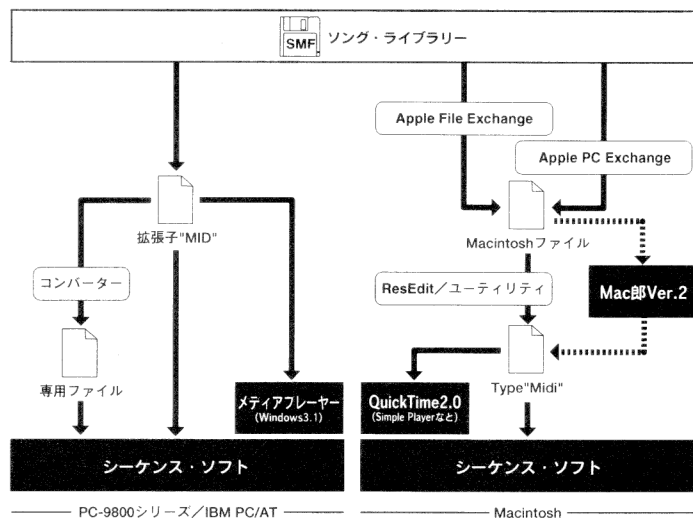 SMF ソング・ライブラリー
Apple File Exchange
Apple PC Exchange
拡張子"MID"
Macintoshファイル
コンバーター
ResEdit/ユーティリティ
Mac郎Ver.2
専用ファイル
メディアプレーヤー
(Windows3.1)
QuickTime2.0
(Simple Playerなと)
Type"Midi"
シーケンス・ソフト
シーケンス・ソフト
PC-9800シリーズ/IBM PC/AT
Macintosh